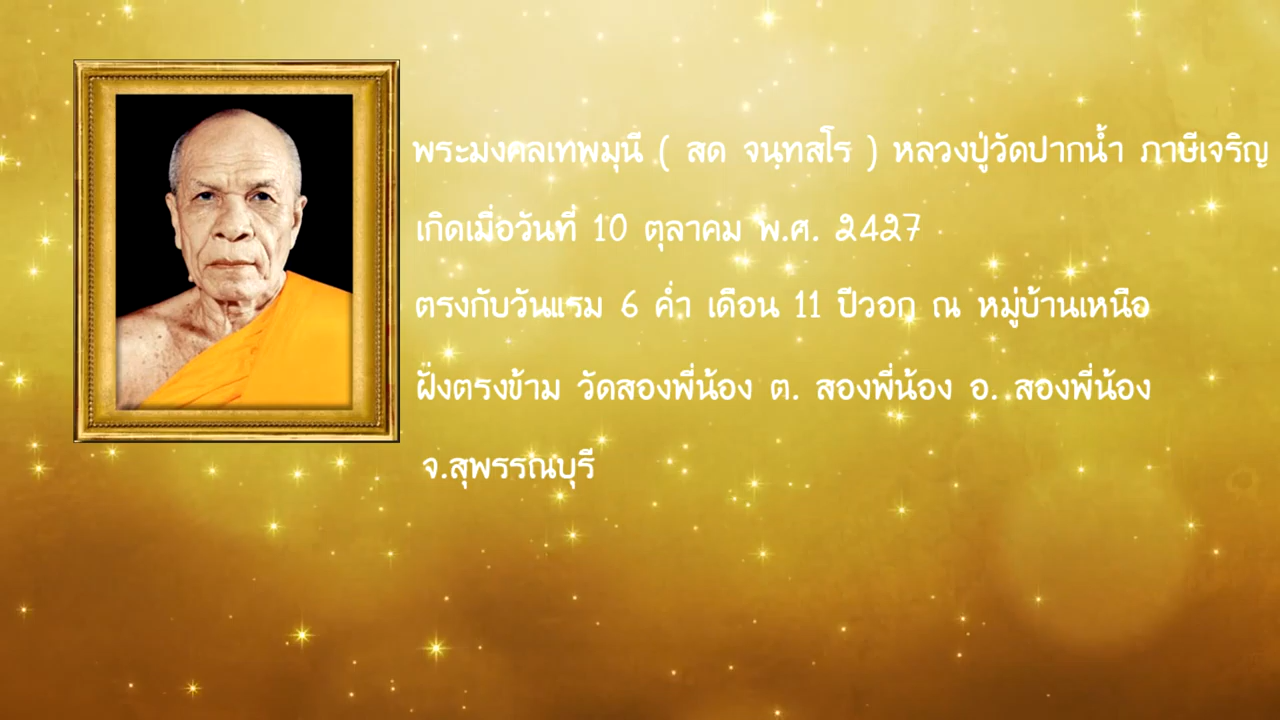 พระมงคลเทพมุนี ( สด จนฺทสโร ) หลวงปู่วัดปากน้ำ ภาษีเจริญ
เกิดเมื่อวันที่ 10 ตุลาคม พ.ศ. 2427
ตรงกับวันแรม 6 ค่ำ เดือน 11 ปีวอก ณ หมู่บ้านเหนือ
ฝั่งตรงข้าม วัดสองพี่น้อง ต. สองพี่น้อง อ. สองพี่น้อง
จ.สุพรรณบุรี